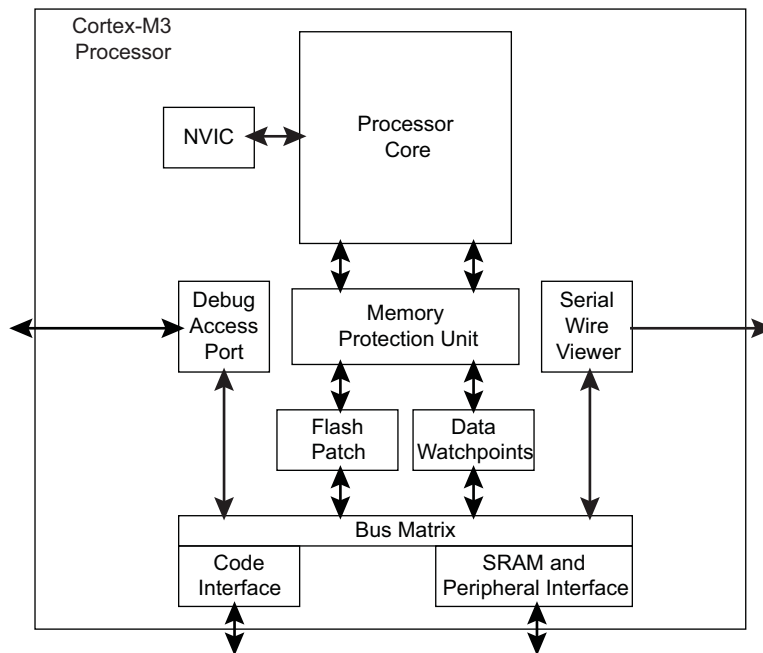 Cortex-M3
Processor
NVIC
Processor
Core
Debug
Access
Port
Memory
Protection Unit
Serial
Wire
Viewer
Flash
Patch
Data
Watchpoints
Bus Matrix
Code
Interface
SRAM and
Peripheral Interface